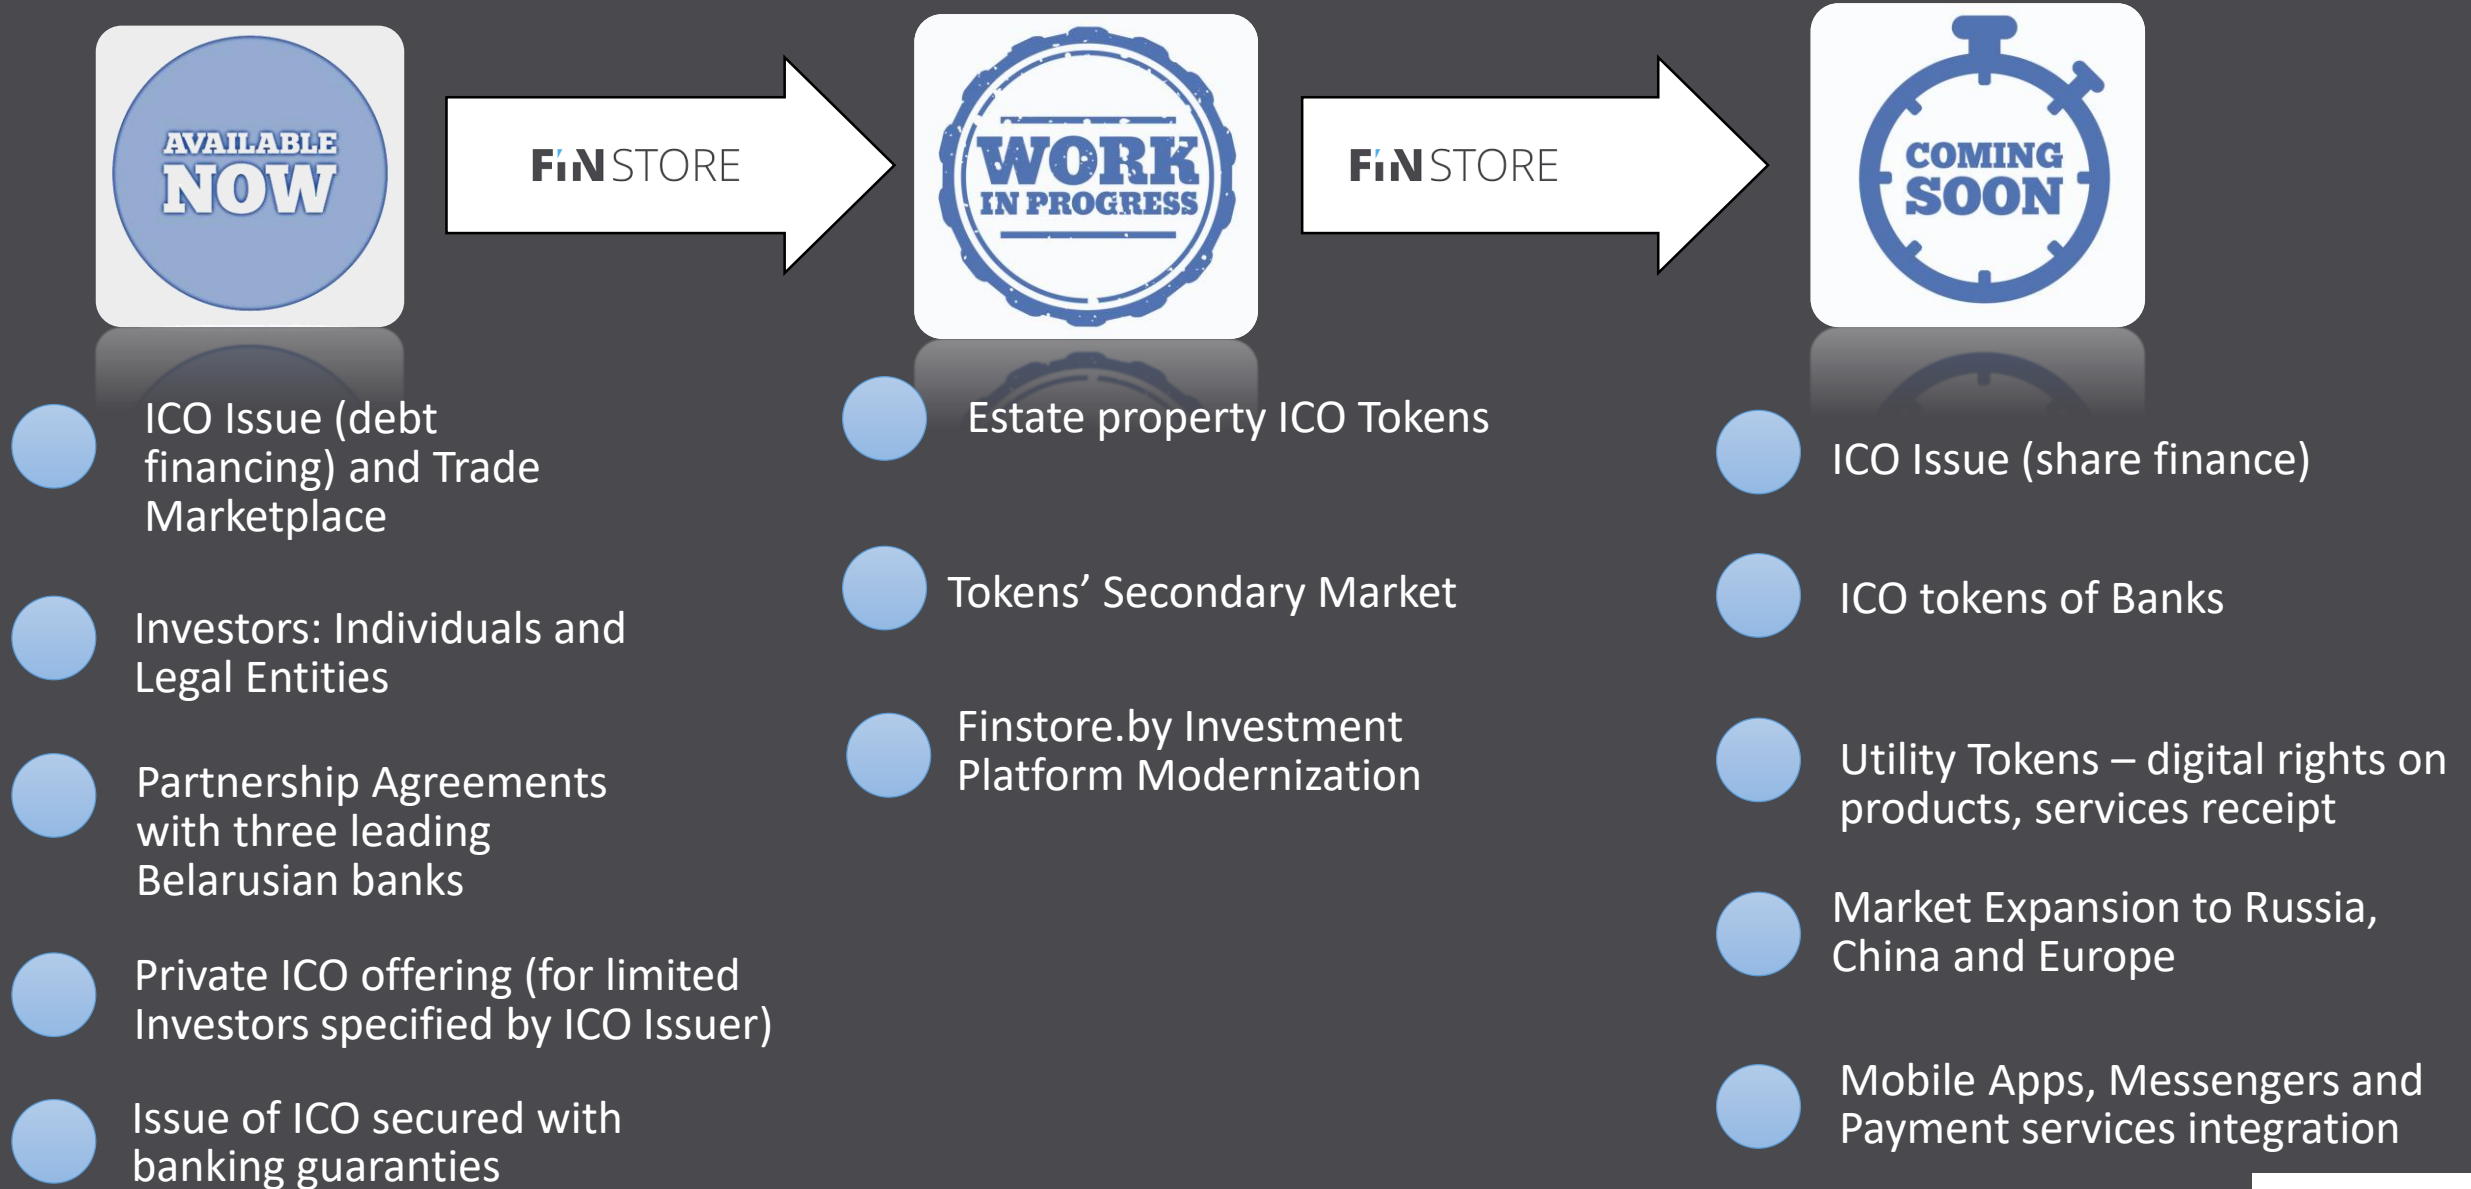 AVAILABLE
NOW
FiNSTORE
WORK
IN PROGRESS
FiNSTORE
COMING
SOON
ICO Issue (debt
financing) and Trade
Marketplace
Investors: Individuals and
Legal Entities
Partnership Agreements
with three leading
Belarusian banks
Private ICO offering (for limited
Investors specified by ICO Issuer)
Issue of ICO secured with
banking guaranties
Estate property ICO Tokens
Tokens’ Secondary Market
Finstore.by Investment
Platform Modernization
ICO Issue (share finance)
ICO tokens of Banks
Utility Tokens – digital rights on
products, services receipt
Market Expansion to Russia,
China and Europe
Mobile Apps, Messengers and
Payment services integration